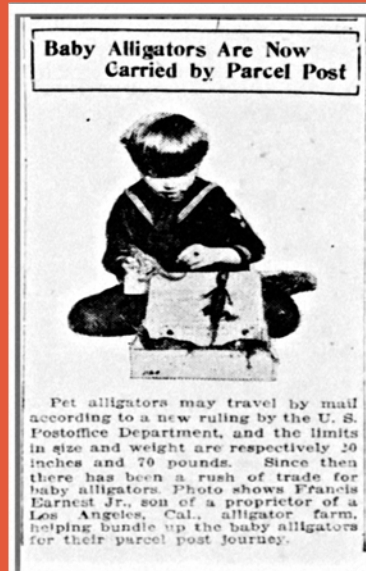 Baby Alligators Are Now
Carried by Parcel Post
Pet alligators may travel by mail
according to a new ruling by the U. S.
Postoffice Department, and the limits
in size and weight are respectively 20
inches and 70 pounds. Since then
there has been a rush of trade for
baby alligators. Photo shows Francis
Earnest Jr., son of a proprietor of a
Los Angeles, Cal., alligator farm,
helping bundle up the baby alligators
for their parcel post journey.